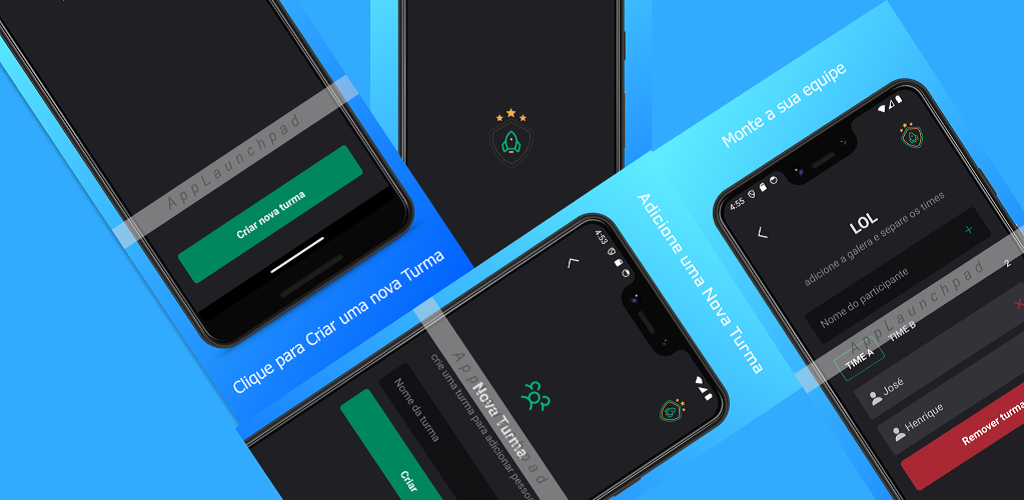 AppLaunchpad
Criar nova turma
Clique para Criar uma nova Turma
4:53
AppLaunchpad
Nova Turma
crie uma turma para adicionar pessoas
Nome da turma
Criar
Adicione uma Nova Turma
Monte a sua equipe
4:55
LOL
adicione a galera e separe os times
Nome do participante
+
AppLaunchpad
TIME A
TIME B
2
José
Henrique
Remover turma